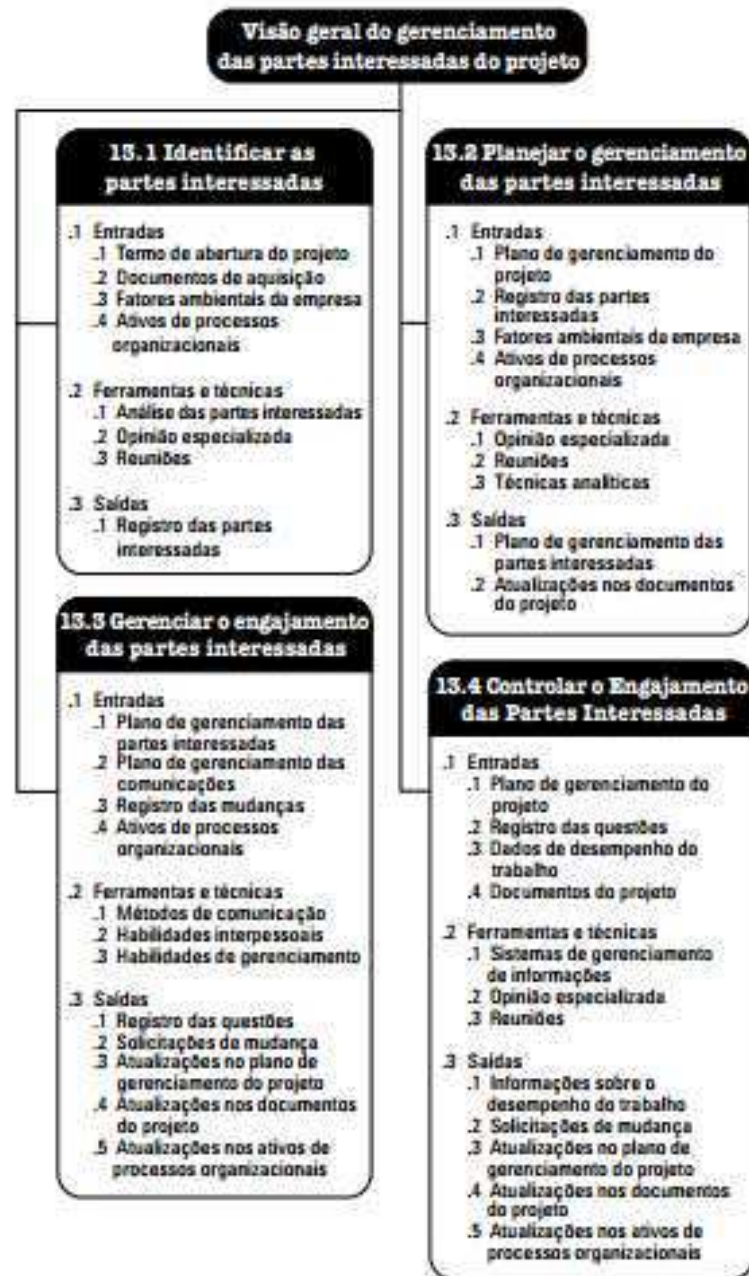 Visão geral do gerenciamento
das partes interessadas do projeto
13.1 Identificar as
partes interessadas
.1 Entradas
.1 Termo de abertura do projeto
.2 Documentos de aquisição
.3 Fatores ambientais da empresa
.4 Ativos de processos
organizacionais
.2 Ferramentas e técnicas
.1 Análise das partes interessadas
.2 Opinião especializada
.3 Reuniões
.3 Saídas
.1 Registro das partes
interessadas
13.2 Planejar o gerenciamento
das partes interessadas
.1 Entradas
.1 Plano de gerenciamento do
projeto
.2 Registro das partes
interessadas
.3 Fatores ambientais da empresa
.4 Ativos de processos
organizacionais
.2 Ferramentas e técnicas
.1 Opinião especializada
.2 Reuniões
.3 Técnicas analíticas
.3 Saídas
.1 Plano de gerenciamento das
partes interessadas
.2 Atualizações nos documentos
do projeto
13.3 Gerenciar o engajamento
das partes interessadas
.1 Entradas
.1 Plano de gerenciamento das
partes interessadas
.2 Plano de gerenciamento das
comunicações
.3 Registro das mudanças
.4 Ativos de processos
organizacionais
.2 Ferramentas e técnicas
.1 Métodos de comunicação
.2 Habilidades interpessoais
.3 Habilidades de gerenciamento
.3 Saídas
.1 Registro das questões
.2 Solicitações de mudança
.3 Atualizações no plano de
gerenciamento do projeto
.4 Atualizações nos documentos
do projeto
.5 Atualizações nos ativos de
processos organizacionais
13.4 Controlar o Engajamento
das Partes Interessadas
.1 Entradas
.1 Plano de gerenciamento do
projeto
.2 Registro das questões
.3 Dados de desempenho do
trabalho
.4 Documentos do projeto
.2 Ferramentas e técnicas
.1 Sistemas de gerenciamento
de informações
.2 Opinião especializada
.3 Reuniões
.3 Saídas
.1 Informações sobre o
desempenho do trabalho
.2 Solicitações de mudança
.3 Atualizações no plano de
gerenciamento do projeto
.4 Atualizações nos documentos
do projeto
.5 Atualizações nos ativos de
processos organizacionais